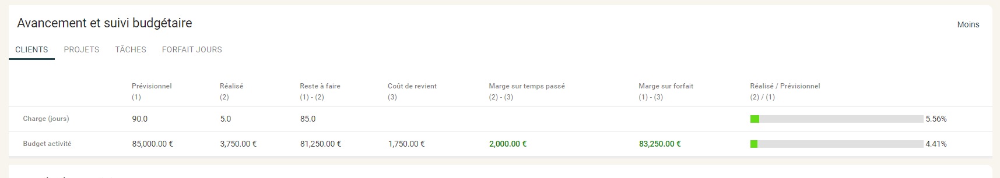 Avancement et suivi budgétaire
Moins
CLIENTS PROJETS TÂCHES FORFAIT JOURS
Prévisionnel Réalisé Reste à faire Coût de revient Marge sur temps passé Marge sur forfait Réalisé / Prévisionnel
(1) (2) (1) - (2) (3) (2) - (3) (1) - (3) (2) / (1)
Charge (jours) 90.0 5.0 85.0 5.56%
Budget activité 85,000.00 € 3,750.00 € 81,250.00 € 1,750.00 € 2,000.00 € 83,250.00 € 4.41%